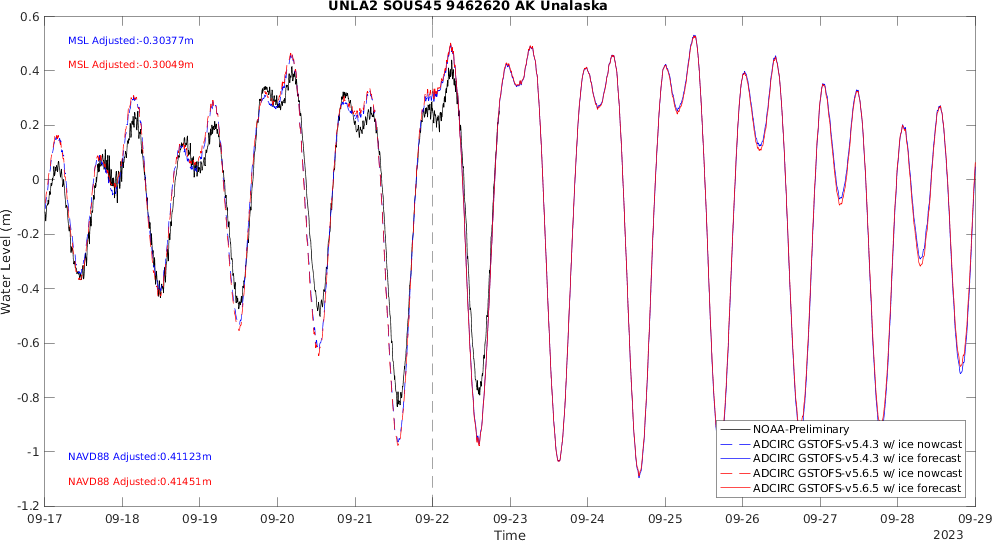 UNLA2 SOUS45 9462620 AK Unalaska
0.6
0.4
0.2
0
-0.2
-0.4
-0.6
-0.8
-1
-1.2
Water Level (m)
MSL Adjusted:-0.30377m
MSL Adjusted:-0.30049m
NAVD88 Adjusted:0.41123m
NAVD88 Adjusted:0.41451m
NOAA-Preliminary
ADCIRC GSTOFS-v5.4.3 w/ ice nowcast
ADCIRC GSTOFS-v5.4.3 w/ ice forecast
ADCIRC GSTOFS-v5.6.5 w/ ice nowcast
ADCIRC GSTOFS-v5.6.5 w/ ice forecast
09-17 09-18 09-19 09-20 09-21 09-22 09-23 09-24 09-25 09-26 09-27 09-28 09-29
Time
2023